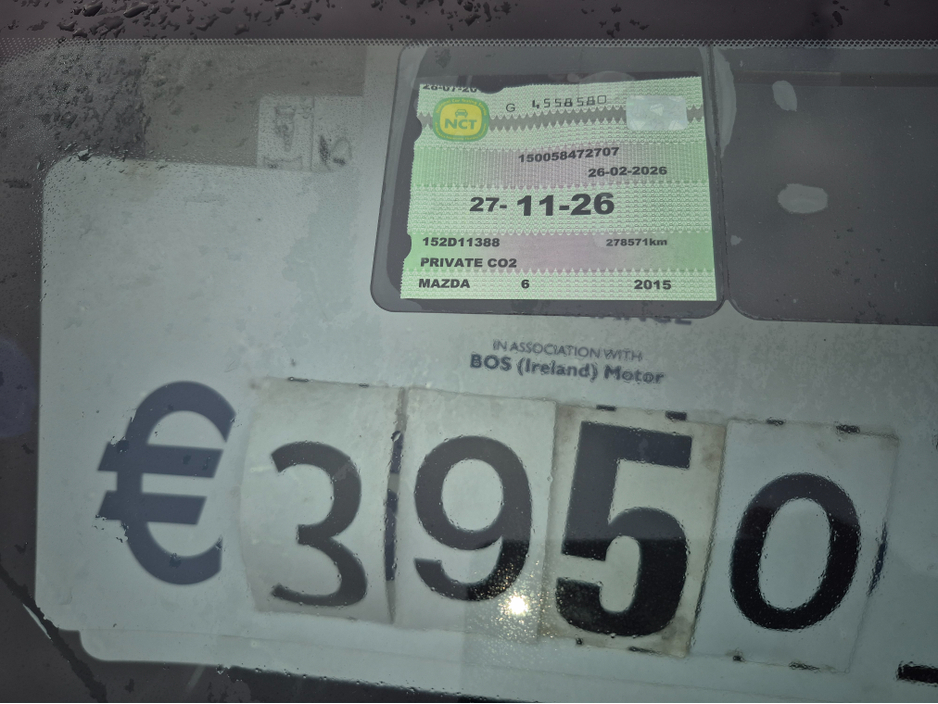 G 4558580
NCT
150058472707
26-02-2026
27- 11-26
152D11388 278571km
PRIVATE CO2
MAZDA 6 2015
IN ASSOCIATION WITH
BOS (Ireland) Motor
€3950